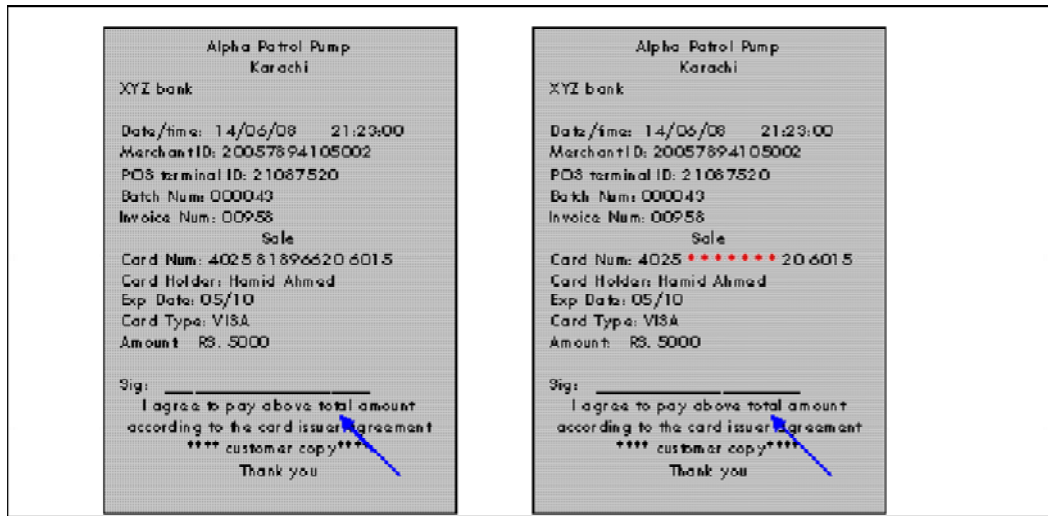 Alpha Patrol Pump
Karachi
XYZ bank
Date/time: 14/06/08 21:23:00
MerchantID: 20057894105002
POS terminal ID: 21087520
Batch Num: 000043
Invoice Num: 00958
Sale
Card Num: 4025 81896620 6015
Card Holder: Hamid Ahmed
Exp Date: 05/10
Card Type: VISA
Amount RS. 5000
Sig: ____________________
I agree to pay above total amount
according to the card issuer agreement
**** customer copy****
Thank you
Alpha Patrol Pump
Karachi
XYZ bank
Date/time: 14/06/08 21:23:00
MerchantID: 20057894105002
POS terminal ID: 21087520
Batch Num: 000043
Invoice Num: 00958
Sale
Card Num: 4025 ******* 20 6015
Card Holder: Hamid Ahmed
Exp Date: 05/10
Card Type: VISA
Amount: RS. 5000
Sig: ____________________
I agree to pay above total amount
according to the card issuer agreement
**** customer copy****
Thank you